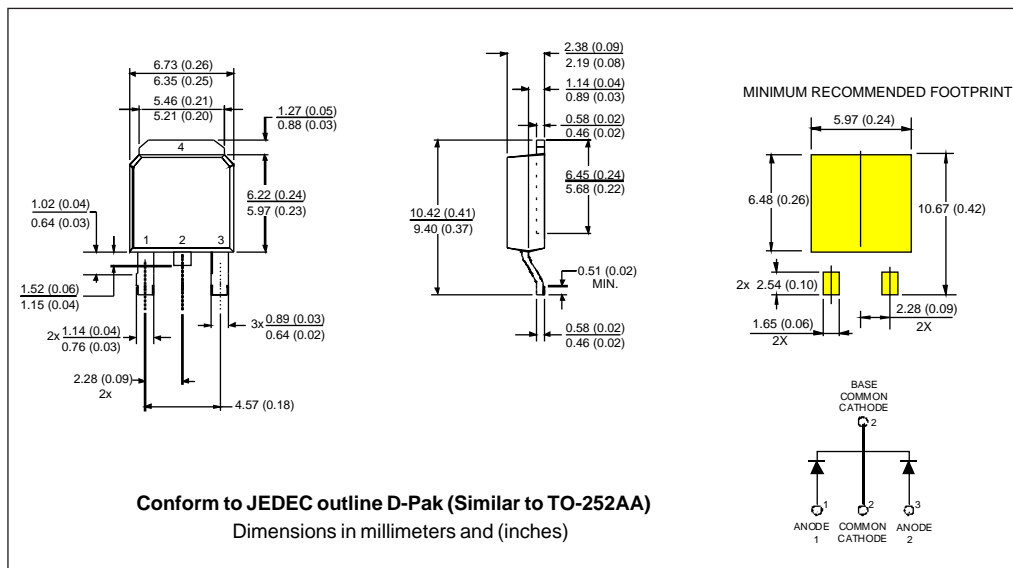 6.73 (0.26)
6.35 (0.25)
5.46 (0.21)
5.21 (0.20)
1.27 (0.05)
0.88 (0.03)
4
6.22 (0.24)
5.97 (0.23)
1.02 (0.04)
0.64 (0.03)
1
2
3
1.52 (0.06)
1.15 (0.04)
2x 1.14 (0.04)
0.76 (0.03)
3x 0.89 (0.03)
0.64 (0.02)
2.28 (0.09)
2x
4.57 (0.18)
2.38 (0.09)
2.19 (0.08)
1.14 (0.04)
0.89 (0.03)
0.58 (0.02)
0.46 (0.02)
6.45 (0.24)
5.68 (0.22)
10.42 (0.41)
9.40 (0.37)
0.51 (0.02)
MIN.
0.58 (0.02)
0.46 (0.02)
MINIMUM RECOMMENDED FOOTPRINT
5.97 (0.24)
6.48 (0.26)
10.67 (0.42)
2x 2.54 (0.10)
1.65 (0.06)
2X
2.28 (0.09)
2X
BASE
COMMON
CATHODE
2
1
2
3
ANODE
1
COMMON
CATHODE
ANODE
2
Conform to JEDEC outline D-Pak (Similar to TO-252AA)
Dimensions in millimeters and (inches)